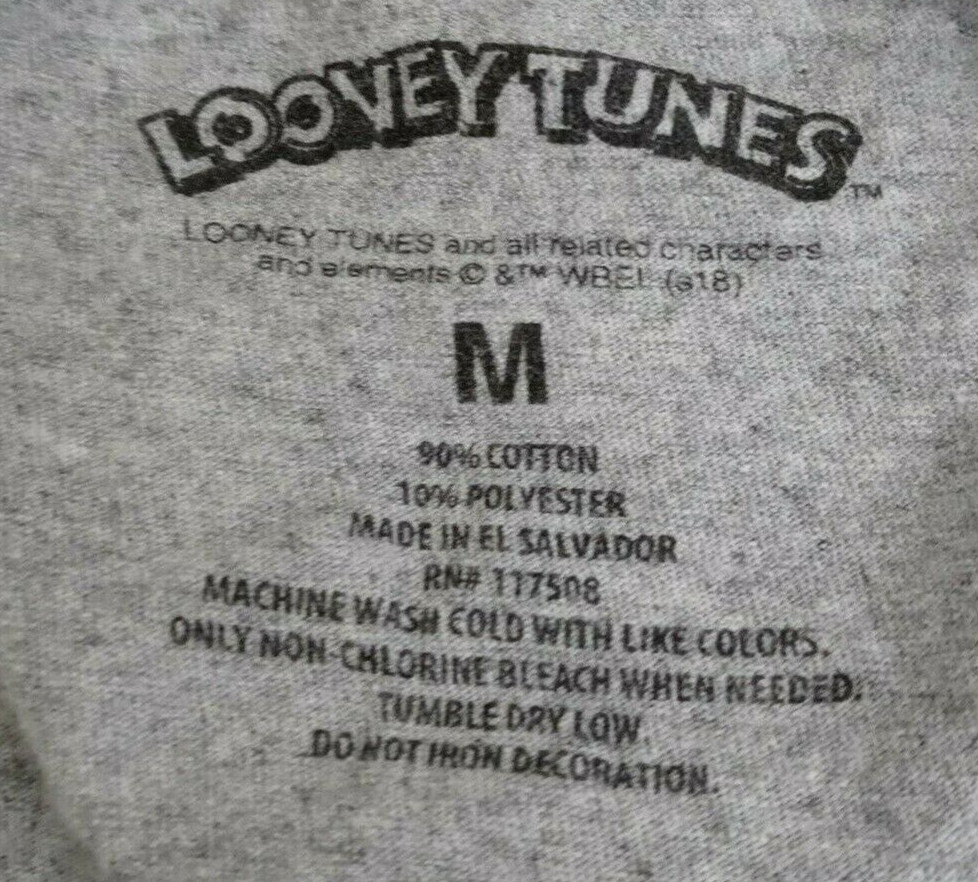 LOONEY TUNES™
LOONEY TUNES and all related characters
and elements © &™ WBEI (s18)
M
90% COTTON
10% POLYESTER
MADE IN EL SALVADOR
RN# 117508
MACHINE WASH COLD WITH LIKE COLORS.
ONLY NON-CHLORINE BLEACH WHEN NEEDED.
TUMBLE DRY LOW.
DO NOT IRON DECORATION.